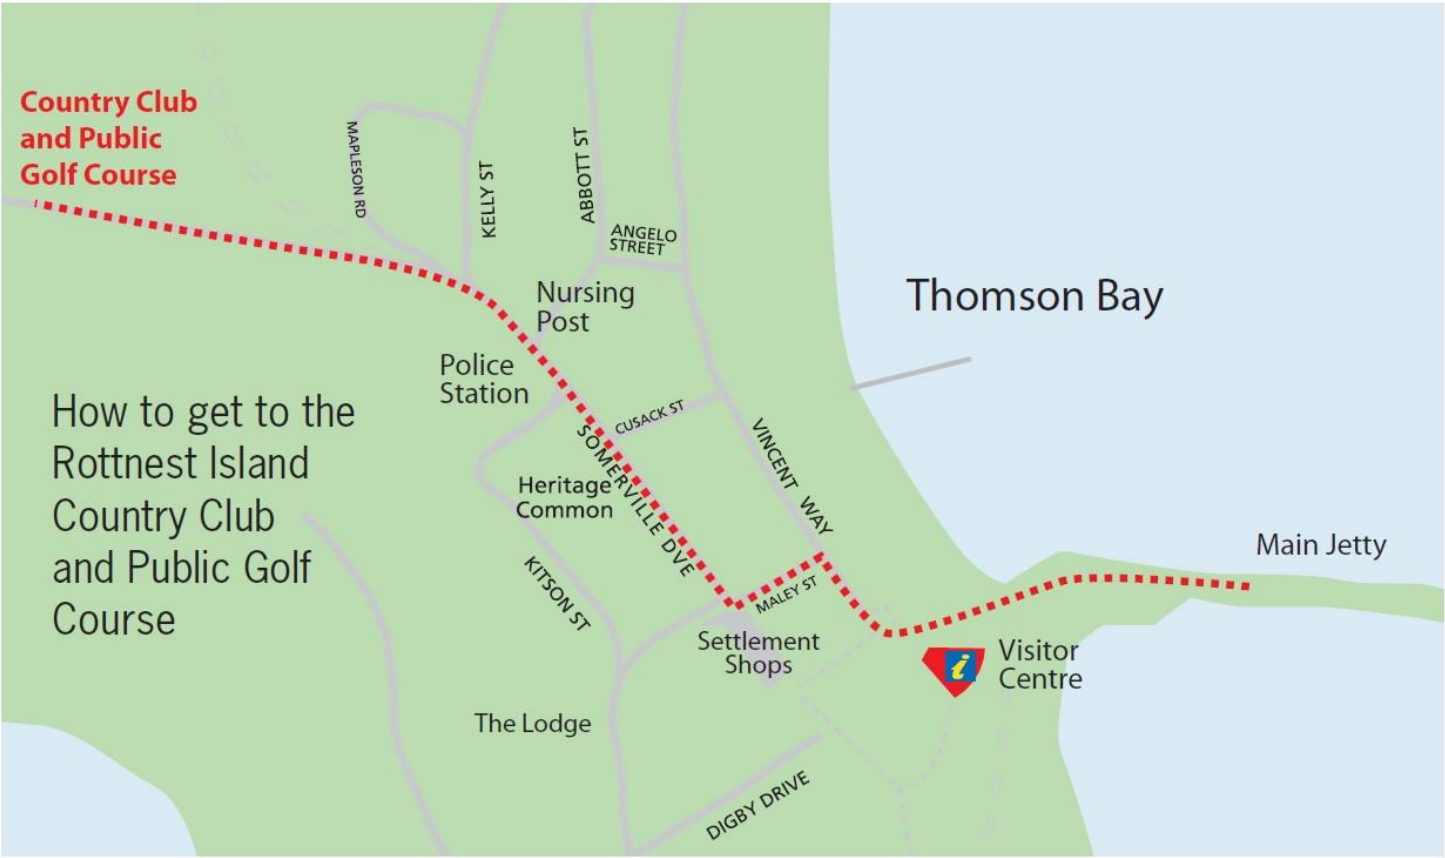 Country Club
and Public
Golf Course
MAPLESON RD
KELLY ST
ABBOTT ST
ANGELO
STREET
Nursing
Post
Thomson Bay
Police
Station
How to get to the
Rottnest Island
Country Club
and Public Golf
Course
CUSACK ST
SOMERVILLE DVE
VINCENT WAY
Heritage
Common
KITSON ST
MALEY ST
Main Jetty
Settlement
Shops
i
Visitor
Centre
The Lodge
DIGBY DRIVE